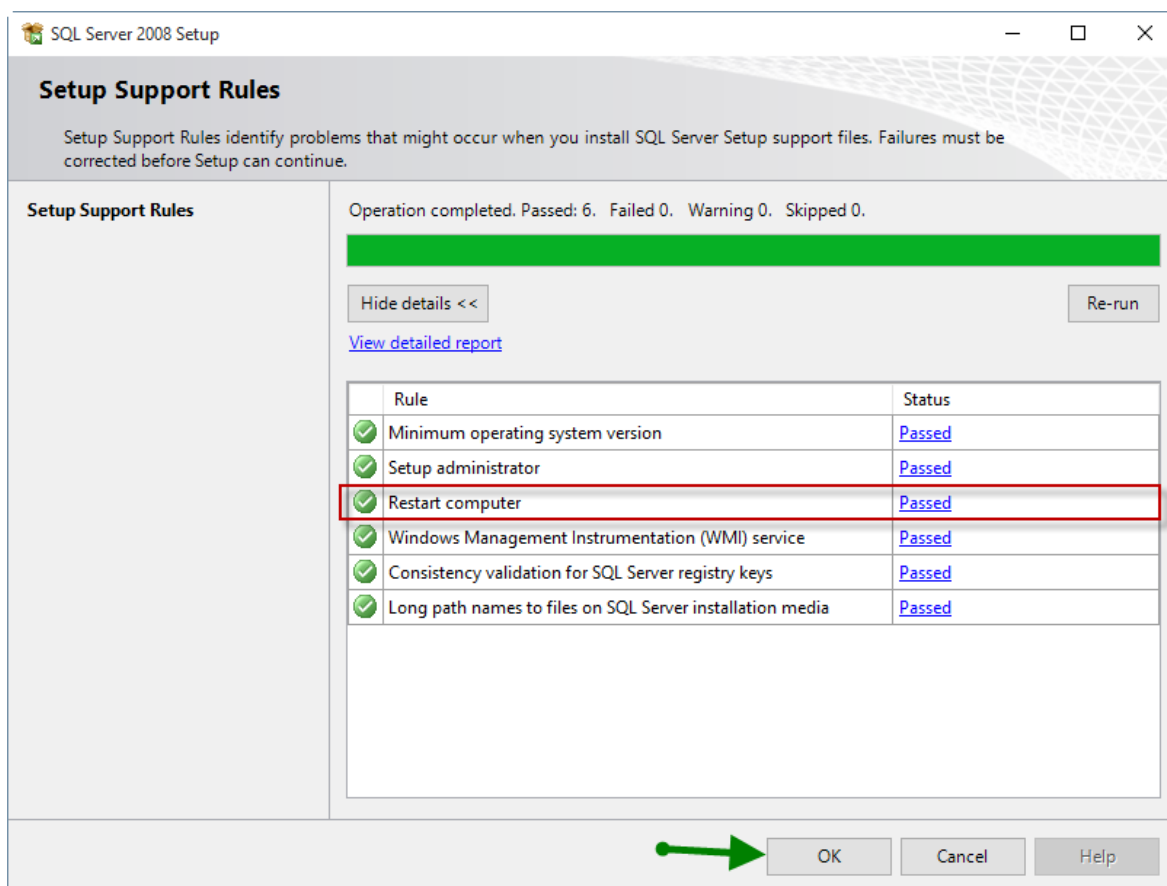 SQL Server 2008 Setup
Setup Support Rules
Setup Support Rules identify problems that might occur when you install SQL Server Setup support files. Failures must be
corrected before Setup can continue.
Setup Support Rules
Operation completed. Passed: 6.   Failed 0.   Warning 0.   Skipped 0.
Hide details <<
Re-run
View detailed report
Rule Status
Minimum operating system version Passed
Setup administrator Passed
Restart computer Passed
Windows Management Instrumentation (WMI) service Passed
Consistency validation for SQL Server registry keys Passed
Long path names to files on SQL Server installation media Passed
OK Cancel Help